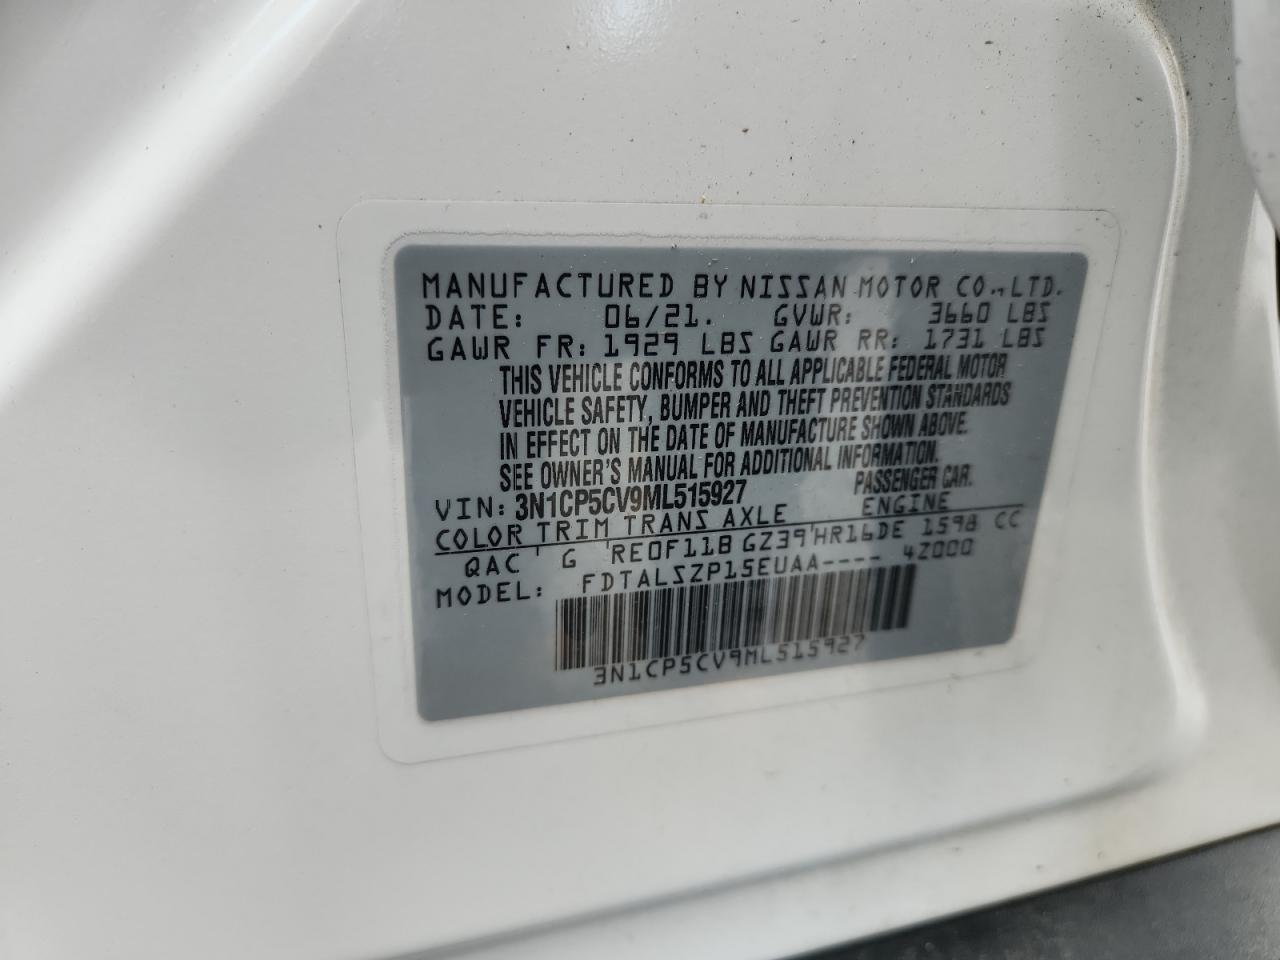 MANUFACTURED BY NISSAN MOTOR CO.,LTD.
DATE: 06/21. GVWR: 3660 LBS
GAWR FR: 1929 LBS GAWR RR: 1731 LBS
THIS VEHICLE CONFORMS TO ALL APPLICABLE FEDERAL MOTOR
VEHICLE SAFETY, BUMPER AND THEFT PREVENTION STANDARDS
IN EFFECT ON THE DATE OF MANUFACTURE SHOWN ABOVE.
SEE OWNER'S MANUAL FOR ADDITIONAL INFORMATION.
VIN: 3N1CP5CV9ML515927 PASSENGER CAR.
COLOR TRIM TRANS AXLE ENGINE
QAC G RE0F11B GZ39 HR16DE 1598 CC
MODEL: FDTALSZP15EUAA---- 4Z000
3N1CP5CV9ML515927